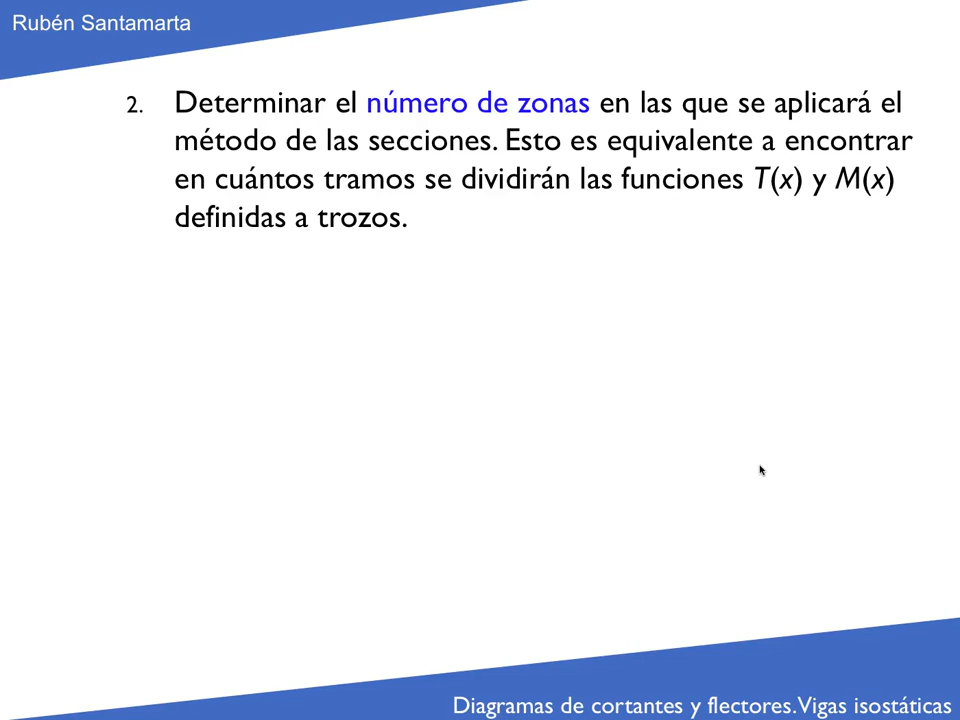 Rubén Santamarta
2. Determinar el número de zonas en las que se aplicará el
método de las secciones. Esto es equivalente a encontrar
en cuántos tramos se dividirán las funciones T(x) y M(x)
definidas a trozos.
Diagramas de cortantes y flectores. Vigas isostáticas